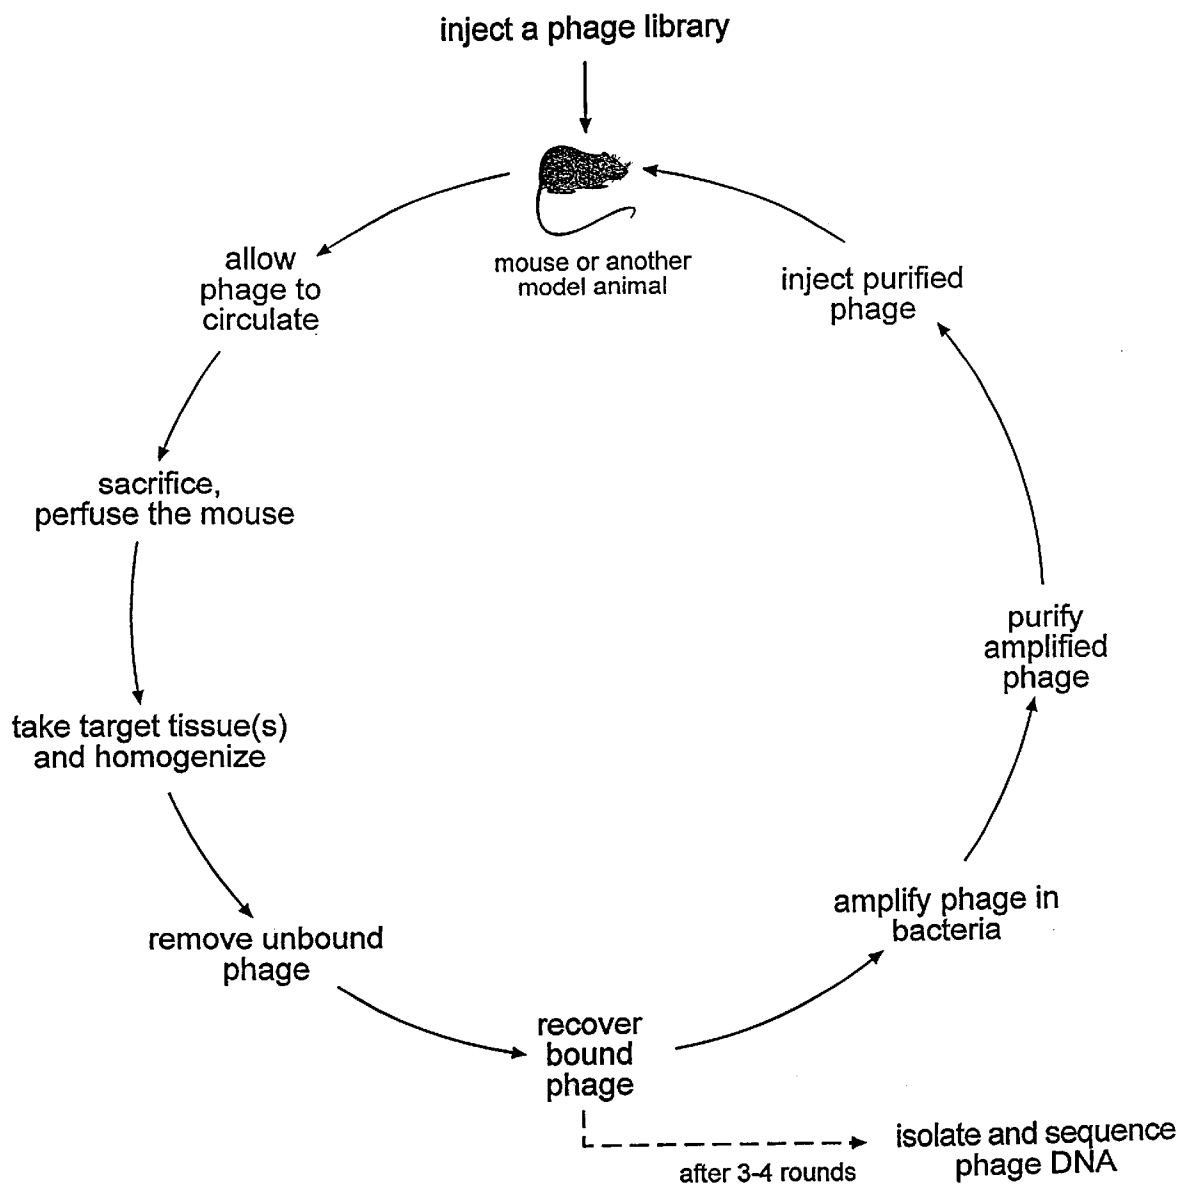 inject a phage library
mouse or another
model animal
allow
phage to
circulate
sacrifice,
perfuse the mouse
take target tissue(s)
and homogenize
remove unbound
phage
recover
bound
phage
after 3-4 rounds
isolate and sequence
phage DNA
amplify phage in
bacteria
purify
amplified
phage
inject purified
phage